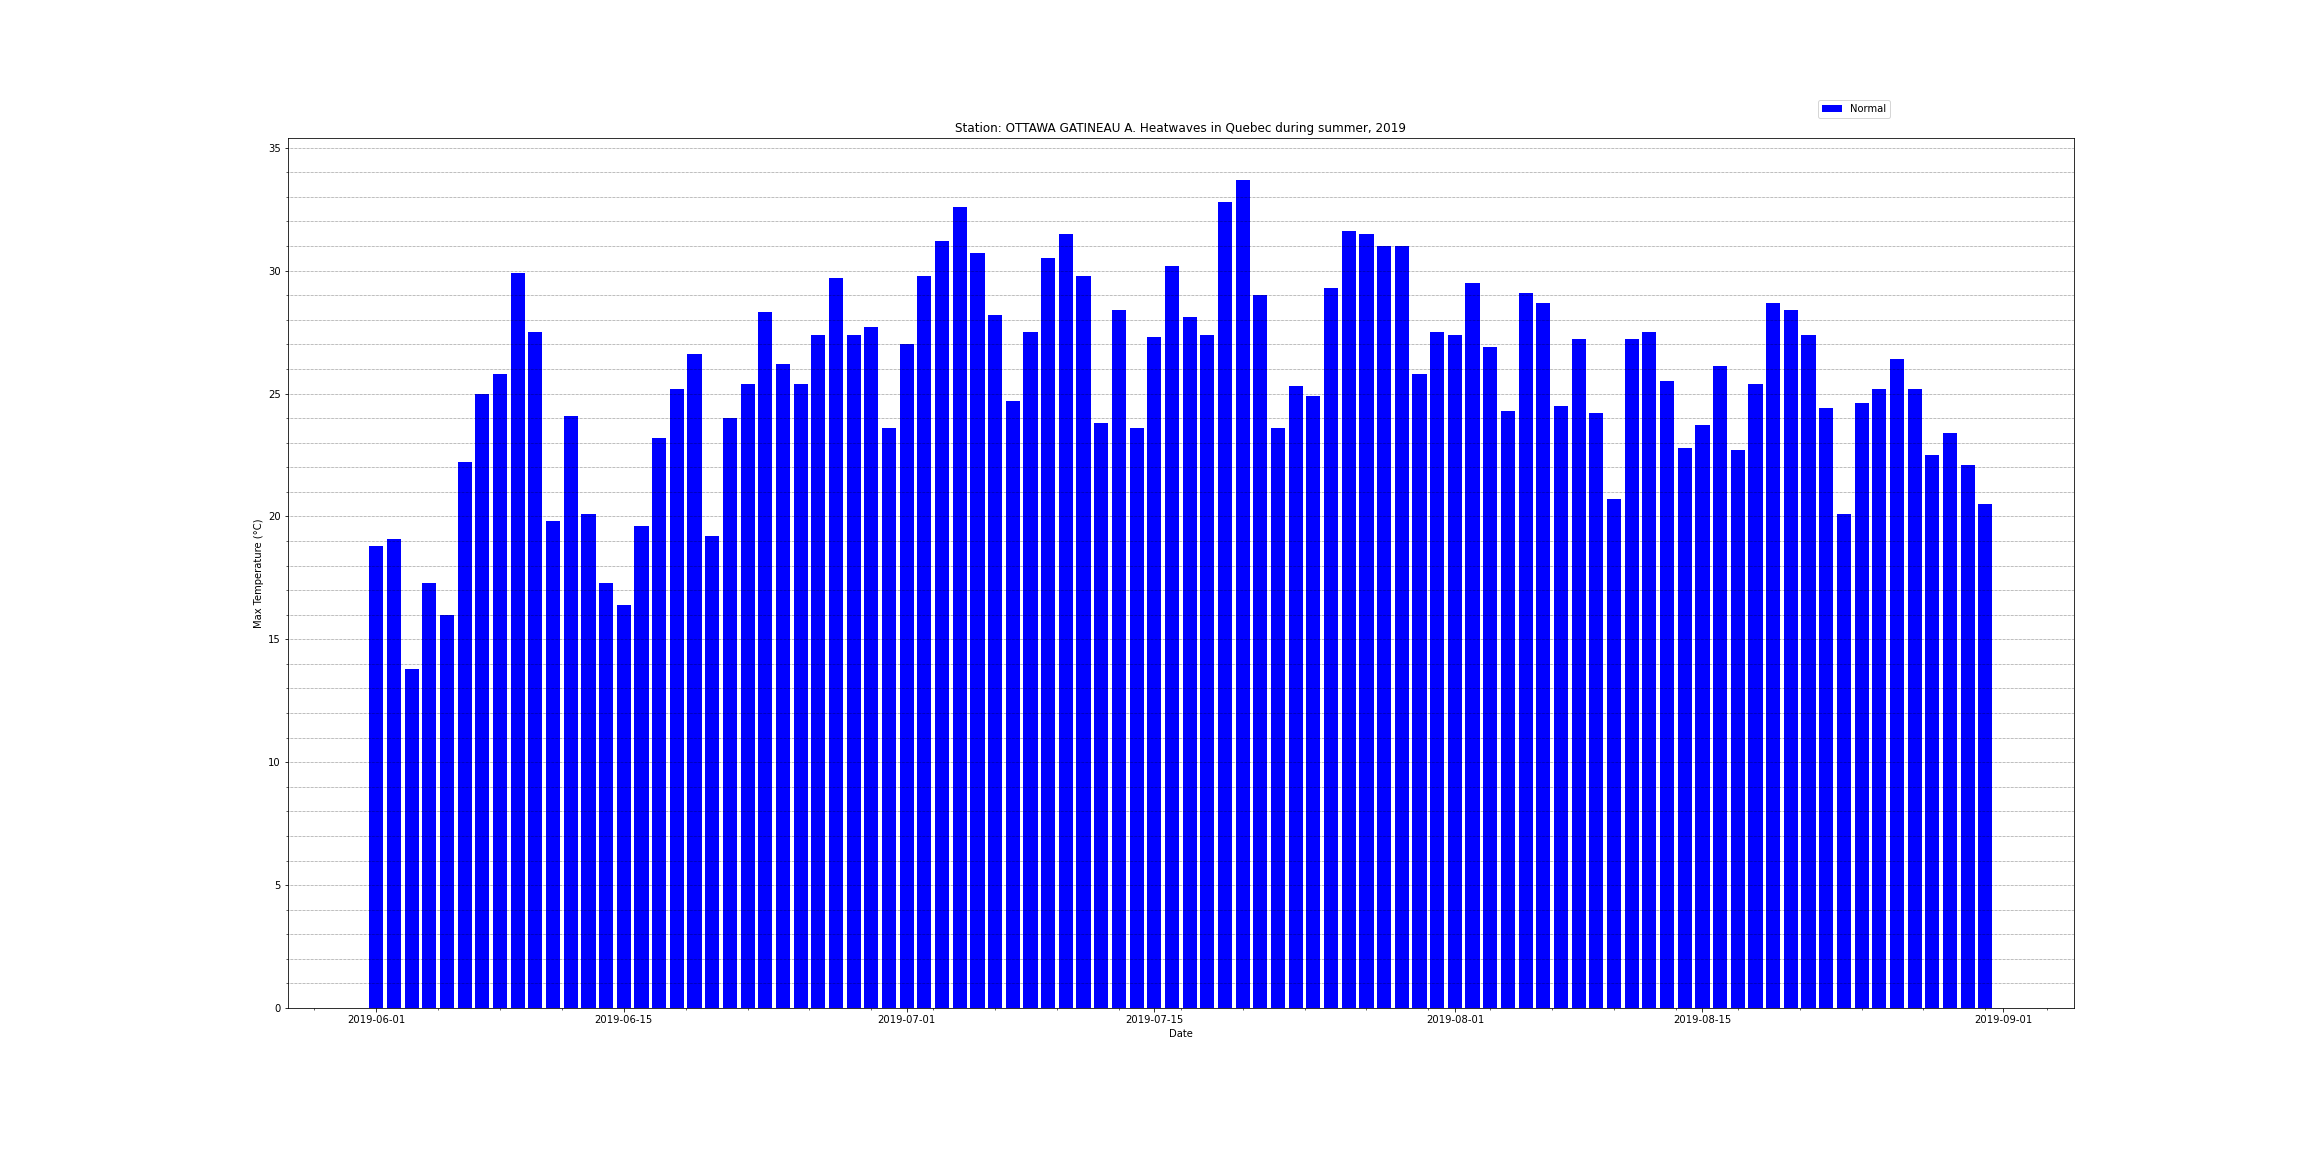 Normal
Station: OTTAWA GATINEAU A. Heatwaves in Quebec during summer, 2019
35
30
25
20
15
10
5
0
Max Temperature (°C)
2019-06-01 2019-06-15 2019-07-01 2019-07-15 2019-08-01 2019-08-15 2019-09-01
Date